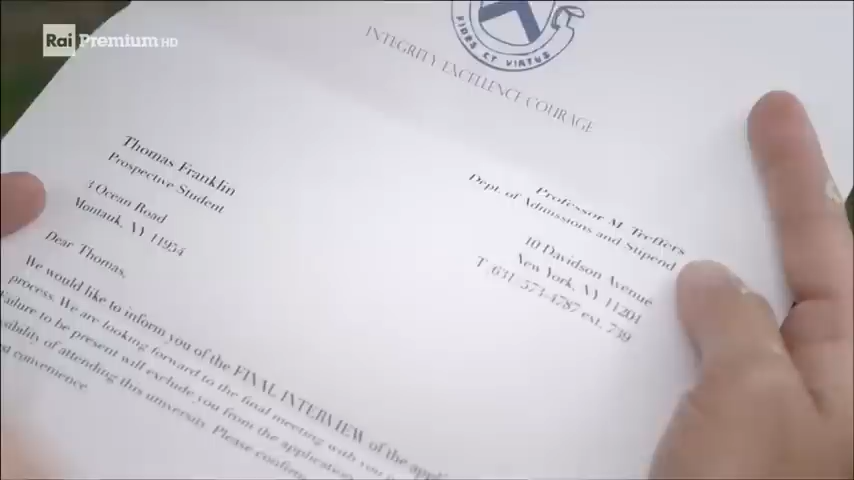 Rai Premium HD
FIDES ET VIRTUS
INTEGRITY EXCELLENCE COURAGE
Thomas Franklin
Prospective Student
3 Ocean Road
Montauk, NY 11954
Professor M. Treffers
Dept. of Admissions and Stipend
10 Davidson Avenue
New York, NY 11201
T. 631-573-4787 ext. 739
Dear Thomas,
We would like to inform you of the FINAL INTERVIEW of the appli
process. We are looking forward to the final meeting with you
Failure to be present will exclude you from the application
sibility of attending this university. Please confirm
convenience.